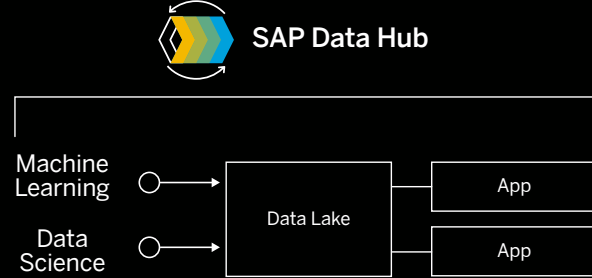 SAP Data Hub
Machine
Learning
Data Lake
App
Data
Science
App